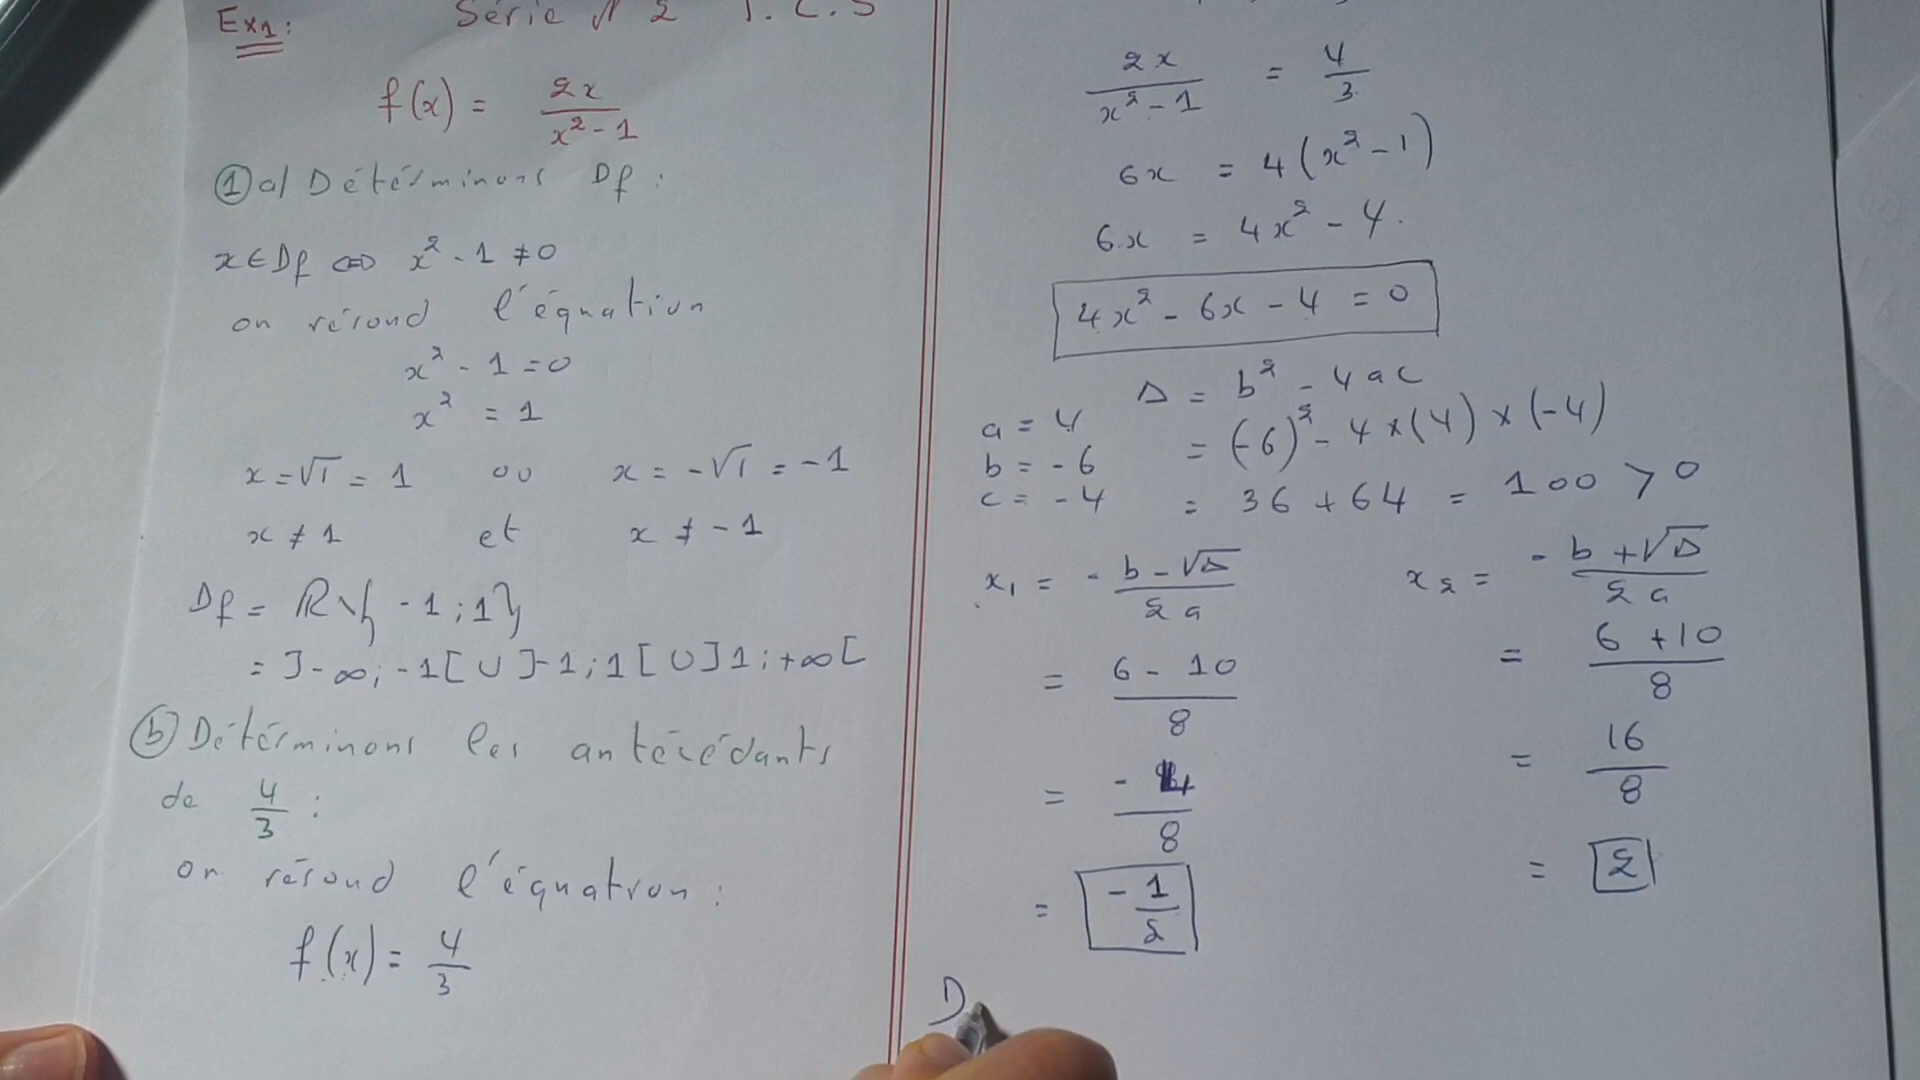 Ex1: Série N 2 T.C.S
f(x) = 2x / x² - 1
① a/ Détérminons Df :
x ∈ Df ⇔ x² - 1 ≠ 0
on résoud l'équation
x² - 1 = 0
x² = 1
x = √1 = 1 ou x = -√1 = -1
x ≠ 1 et x ≠ -1
Df = ℝ \ { -1 ; 1 }
= ]-∞ ; -1[ ∪ ]-1 ; 1[ ∪ ]1 ; +∞[
ⓑ Détérminons les antécédants
de 4/3 :
on résoud l'équation :
f(x) = 4/3
2x / x² - 1 = 4/3
6x = 4(x² - 1)
6x = 4x² - 4.
4x² - 6x - 4 = 0
Δ = b² - 4ac
a = 4
= (-6)² - 4 × (4) × (-4)
b = -6
c = -4
= 36 + 64 = 100 > 0
x₁ = - b - √Δ / 2a
x₂ = - b + √Δ / 2a
= 6 - 10 / 8
= 6 + 10 / 8
= - 4 / 8
= 16 / 8
= - 1/2
= 2
D